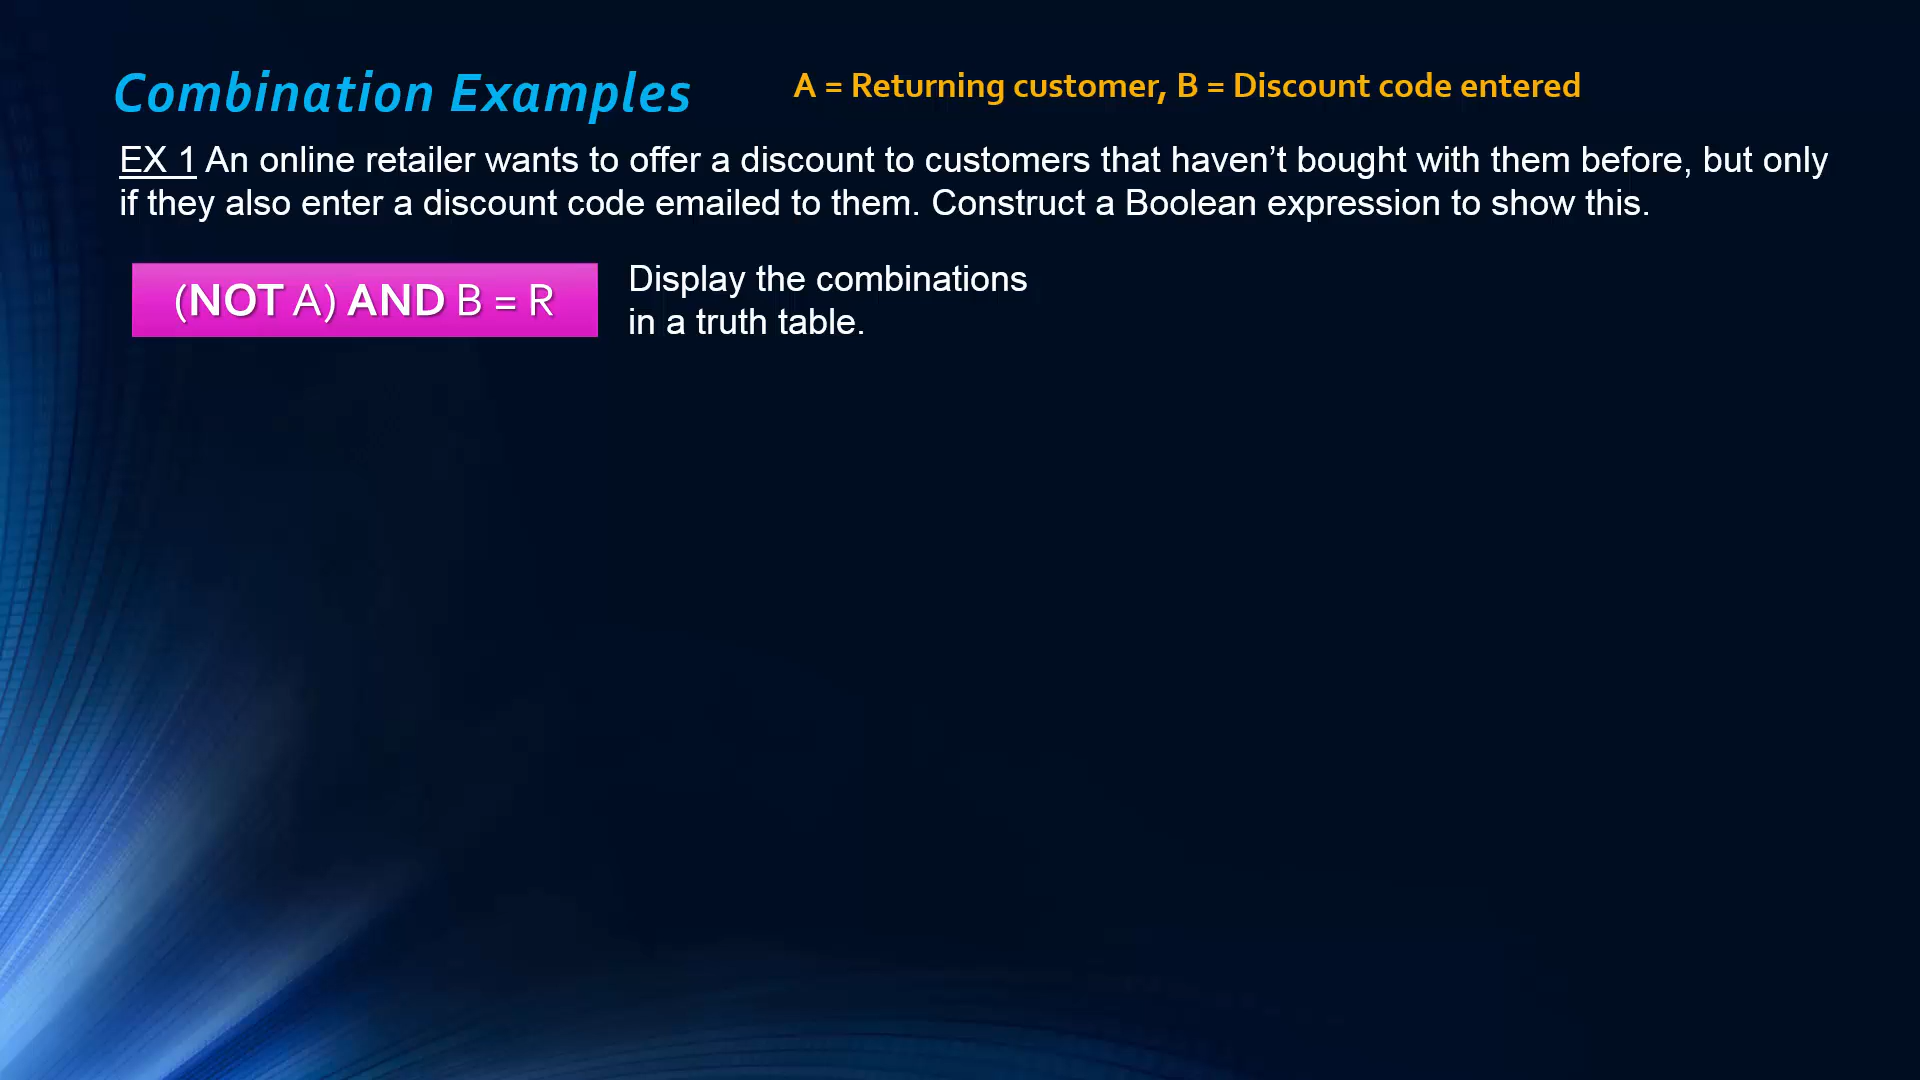 Combination Examples
A = Returning customer, B = Discount code entered
EX 1 An online retailer wants to offer a discount to customers that haven’t bought with them before, but only
if they also enter a discount code emailed to them. Construct a Boolean expression to show this.
(NOT A) AND B = R
Display the combinations
in a truth table.